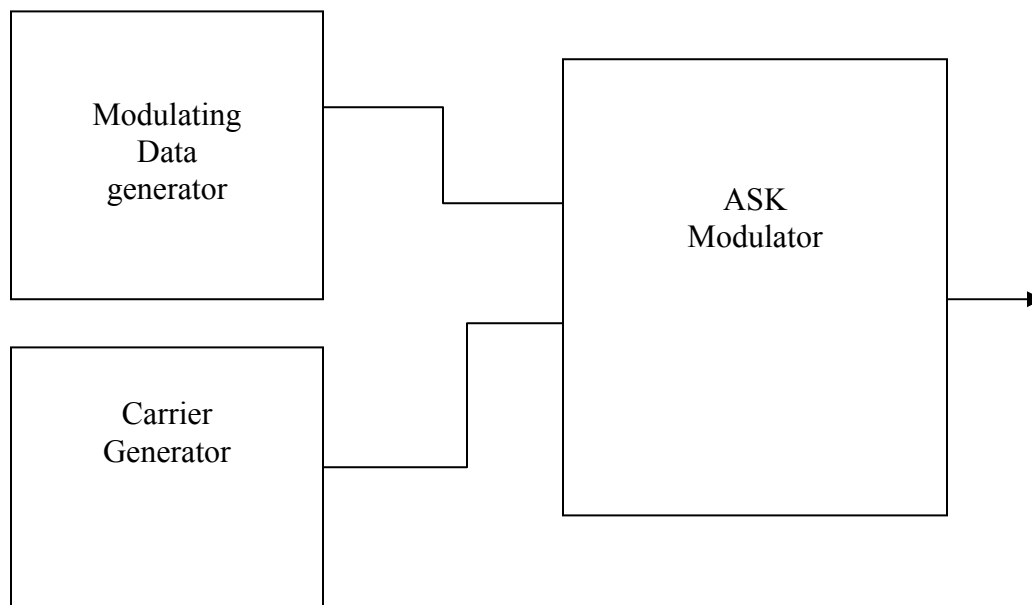 Modulating
Data
generator
ASK
Modulator
Carrier
Generator